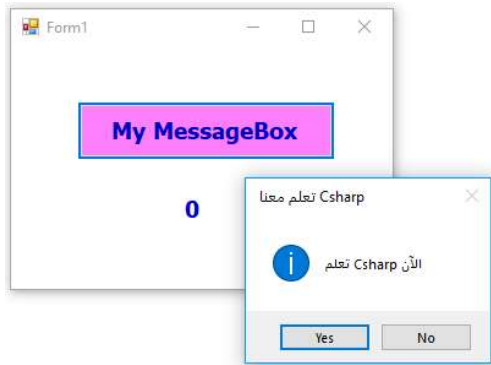 Form1
My MessageBox
0
تعلم معنا Csharp
تعلم Csharp الآن
Yes
No